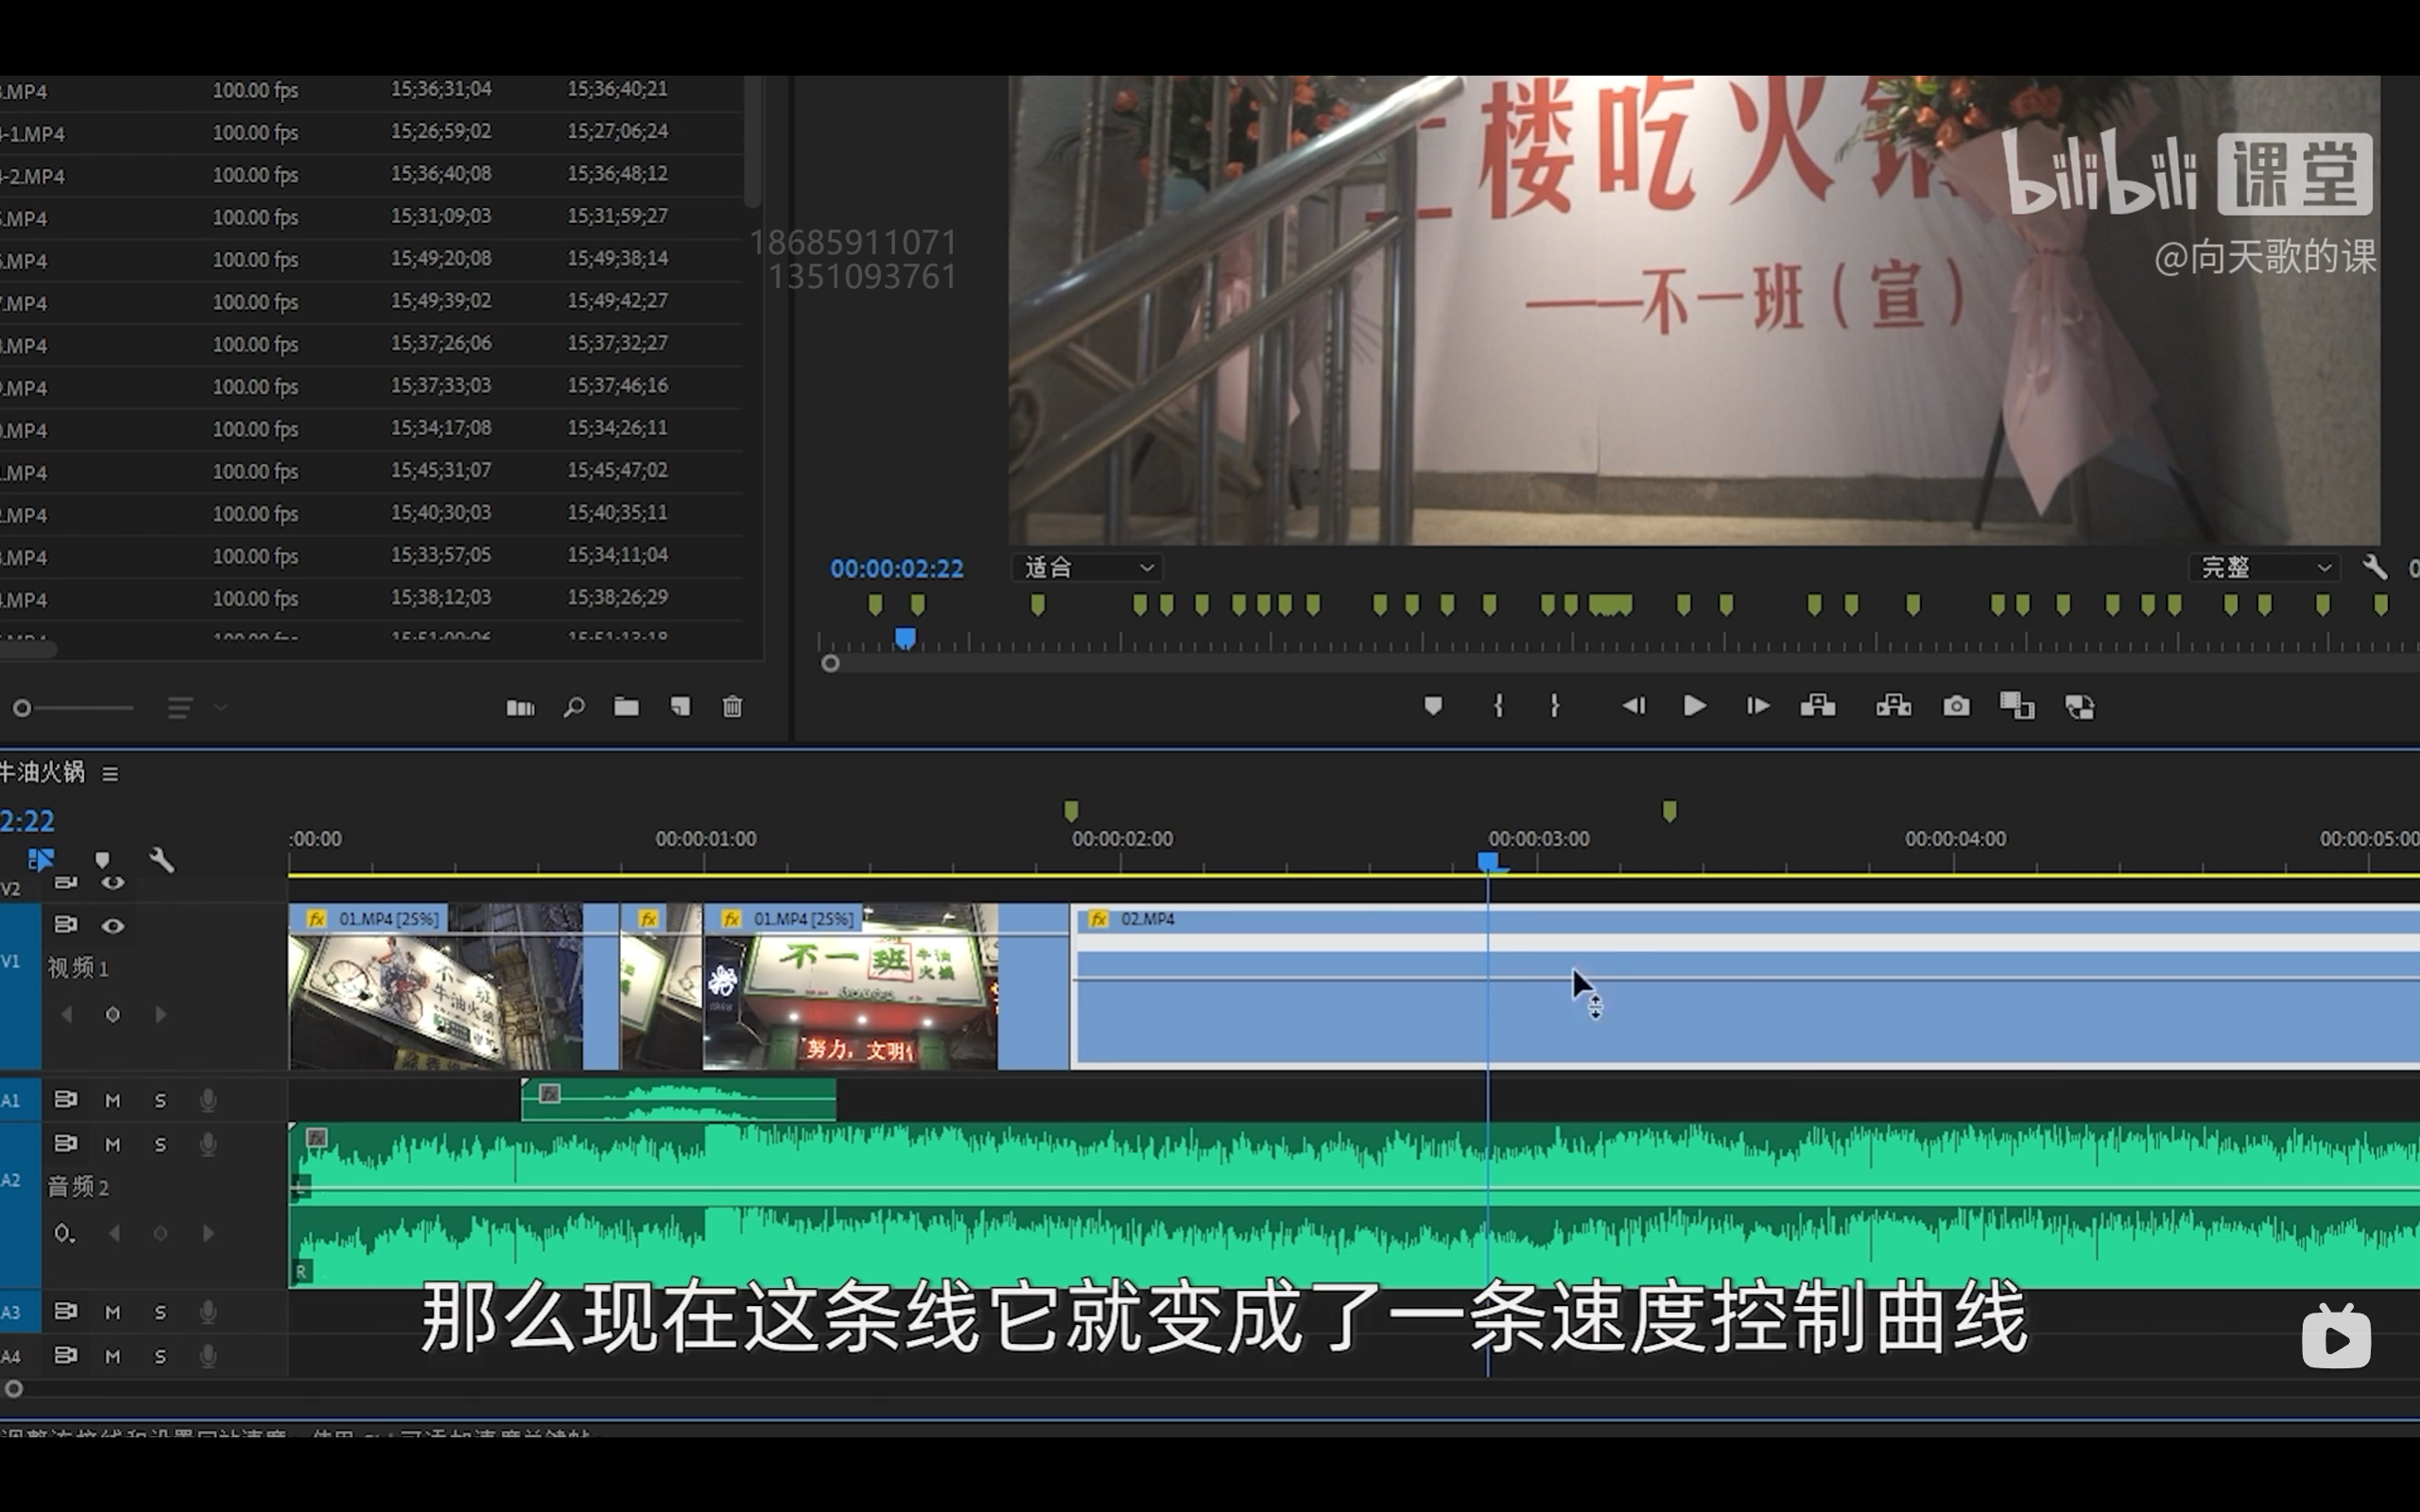 .MP4 100.00 fps 15;36;31;04 15;36;40;21
-1.MP4 100.00 fps 15;26;59;02 15;27;06;24
-2.MP4 100.00 fps 15;36;40;08 15;36;48;12
.MP4 100.00 fps 15;31;09;03 15;31;59;27
.MP4 100.00 fps 15;49;20;08 15;49;38;14
.MP4 100.00 fps 15;49;39;02 15;49;42;27
.MP4 100.00 fps 15;37;26;06 15;37;32;27
.MP4 100.00 fps 15;37;33;03 15;37;46;16
.MP4 100.00 fps 15;34;17;08 15;34;26;11
.MP4 100.00 fps 15;45;31;07 15;45;47;02
.MP4 100.00 fps 15;40;30;03 15;40;35;11
.MP4 100.00 fps 15;33;57;05 15;34;11;04
.MP4 100.00 fps 15;38;12;03 15;38;26;29
18685911071
1351093761
楼吃火锅
——不一班(宣)
bilibili 课堂
@向天歌的课
00:00:02:22 适合 完整
牛油火锅
2:22
:00:00 00:00:01:00 00:00:02:00 00:00:03:00 00:00:04:00 00:00:05:00
V2
fx 01.MP4 [25%] fx fx 01.MP4 [25%] fx 02.MP4
V1 视频 1
不一班
牛油火锅
不一班 牛油火锅
努力,文明
A1 M S fx
A2 M S fx
音频 2
L
R
A3 M S
A4 M S
那么现在这条线它就变成了一条速度控制曲线